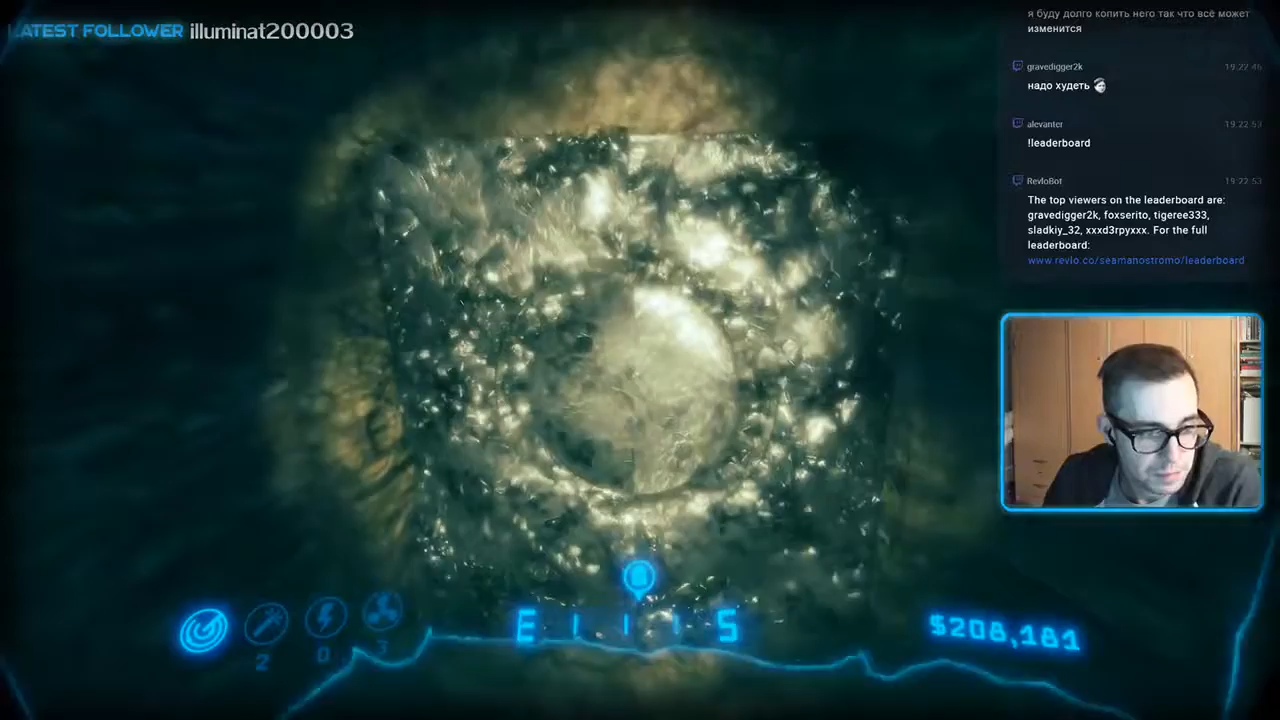 LATEST FOLLOWER illuminat200003
я буду долго копить него так что всё может
изменится
gravedigger2k 19:22:46
надо худеть
alevanter 19:22:53
!leaderboard
RevloBot 19:22:53
The top viewers on the leaderboard are:
gravedigger2k, foxserito, tigeree333,
sladkiy_32, xxxd3rpyxxx. For the full
leaderboard:
www.revlo.co/seamanostromo/leaderboard
E S
$208,181
2 0 3